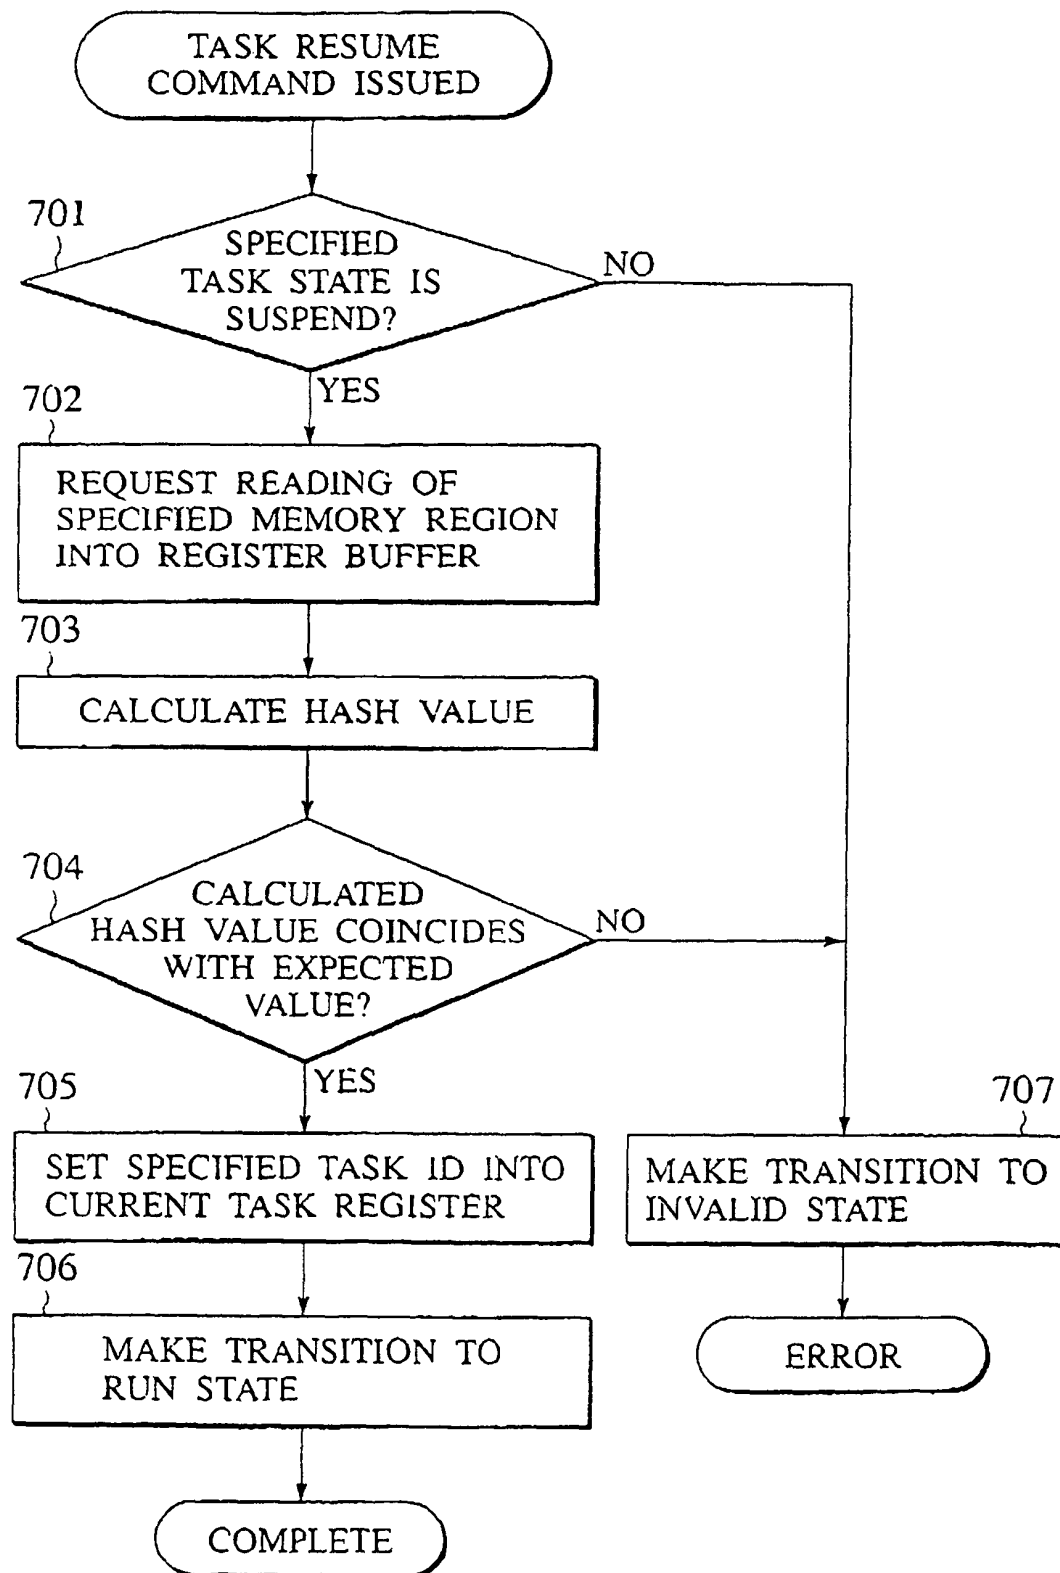 TASK RESUME
COMMAND ISSUED
701
SPECIFIED
TASK STATE IS
SUSPEND?
NO
YES
702
REQUEST READING OF
SPECIFIED MEMORY REGION
INTO REGISTER BUFFER
703
CALCULATE HASH VALUE
704
CALCULATED
HASH VALUE COINCIDES
WITH EXPECTED
VALUE?
NO
YES
705
SET SPECIFIED TASK ID INTO
CURRENT TASK REGISTER
707
MAKE TRANSITION TO
INVALID STATE
706
MAKE TRANSITION TO
RUN STATE
ERROR
COMPLETE